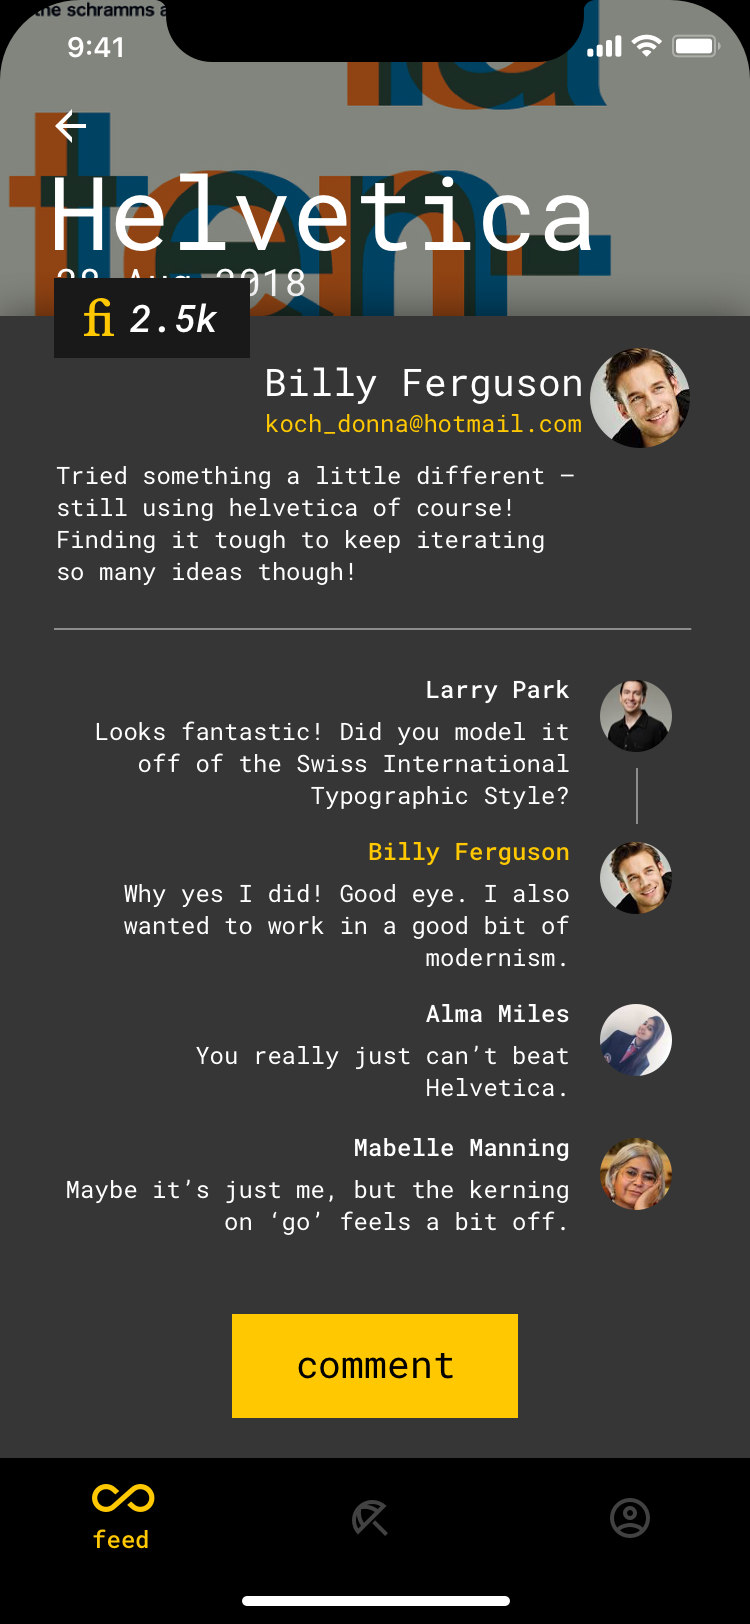 the schramms a
9:41
ten-
Helvetica
28 Aug 2018
fi 2.5k
Billy Ferguson
koch_donna@hotmail.com
Tried something a little different –
still using helvetica of course!
Finding it tough to keep iterating
so many ideas though!
Larry Park
Looks fantastic! Did you model it
off of the Swiss International
Typographic Style?
Billy Ferguson
Why yes I did! Good eye. I also
wanted to work in a good bit of
modernism.
Alma Miles
You really just can’t beat
Helvetica.
Mabelle Manning
Maybe it’s just me, but the kerning
on ‘go’ feels a bit off.
comment
feed